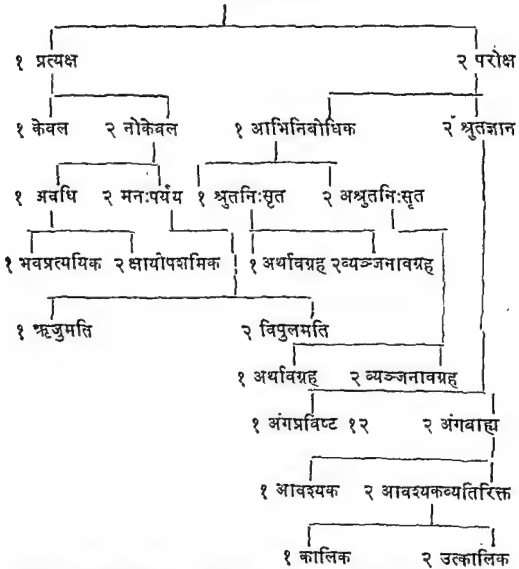 १ प्रत्यक्ष २ परोक्ष
१ केवल २ नोकेवल १ आभिनिबोधिक २ श्रुतज्ञान
१ अवधि २ मनःपर्यय १ श्रुतनिःसृत २ अश्रुतनिःसृत
१ भवप्रत्ययिक २ क्षायोपशमिक १ अर्थावग्रह २ व्यञ्जनावग्रह
१ ऋजुमति २ विपुलमति
१ अर्थावग्रह २ व्यञ्जनावग्रह
१ अंगप्रविष्ट १२ २ अंगबाह्य
१ आवश्यक २ आवश्यकव्यतिरिक्त
१ कालिक २ उत्कालिक